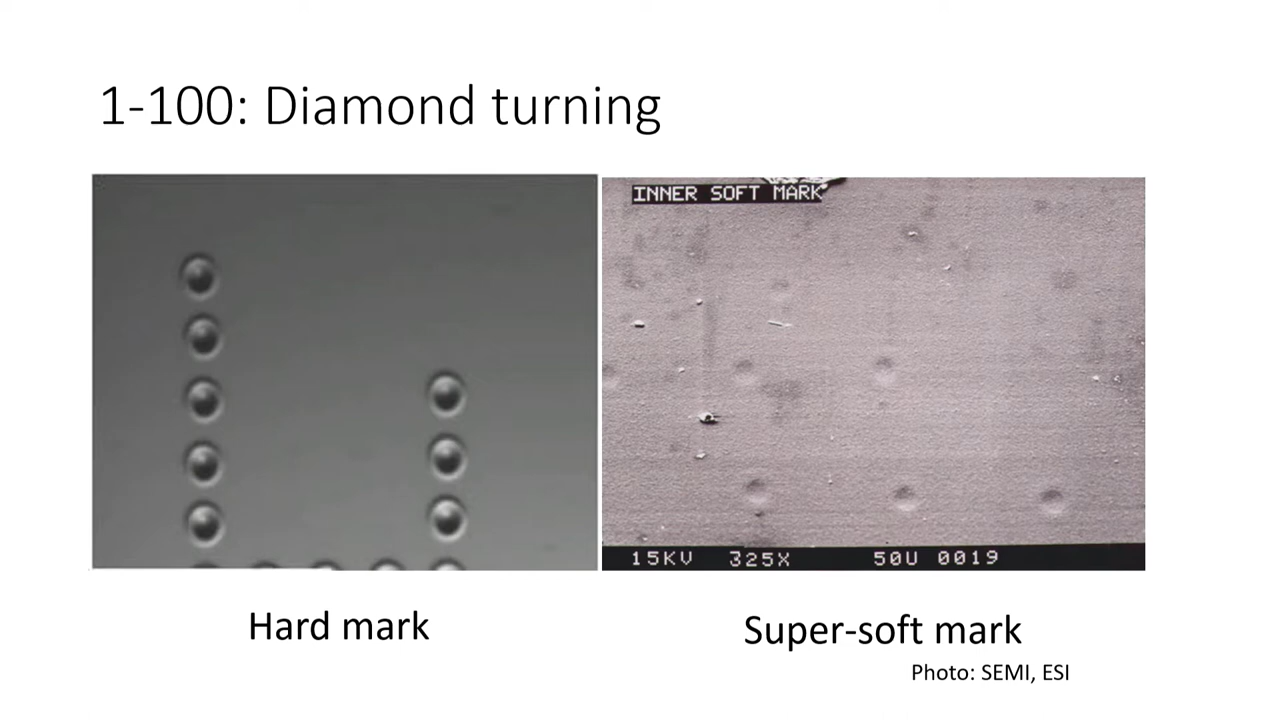 1-100: Diamond turning
INNER SOFT MARK
15KV 325X 50U 0019
Hard mark
Super-soft mark
Photo: SEMI, ESI